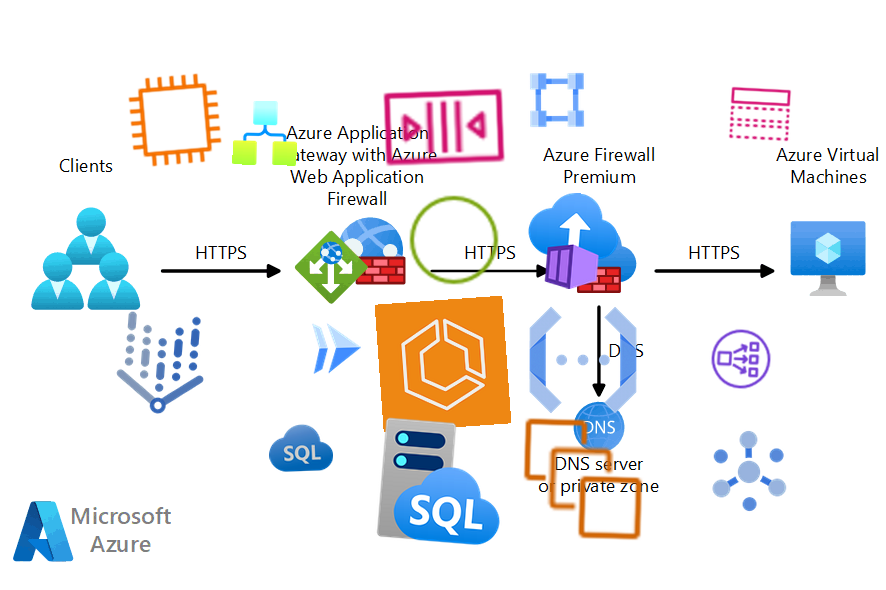 Clients
Azure Application
Gateway with Azure
Web Application
Firewall
Azure Firewall
Premium
Azure Virtual
Machines
HTTPS
HTTPS
HTTPS
DNS
DNS
DNS server
or private zone
SQL
SQL
Microsoft
Azure